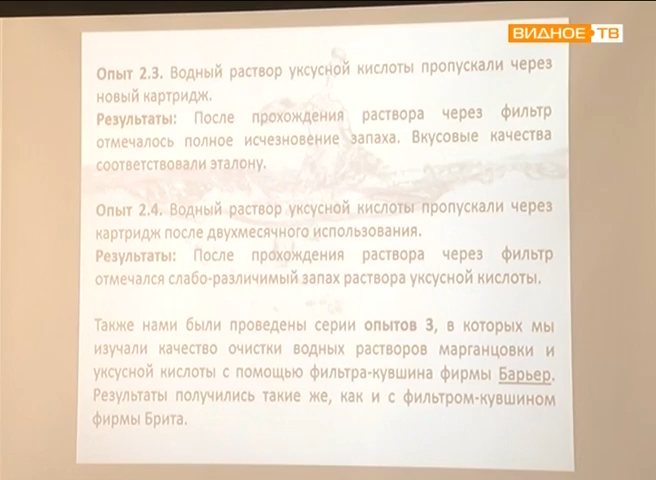 ВИДНОЕ ТВ
Опыт 2.3. Водный раствор уксусной кислоты пропускали через
новый картридж.
Результаты: После прохождения раствора через фильтр
отмечалось полное исчезновение запаха. Вкусовые качества
соответствовали эталону.
Опыт 2.4. Водный раствор уксусной кислоты пропускали через
картридж после двухмесячного использования.
Результаты: После прохождения раствора через фильтр
отмечался слабо-различимый запах раствора уксусной кислоты.
Также нами были проведены серии опытов 3, в которых мы
изучали качество очистки водных растворов марганцовки и
уксусной кислоты с помощью фильтра-кувшина фирмы Барьер.
Результаты получились такие же, как и с фильтром-кувшином
фирмы Брита.